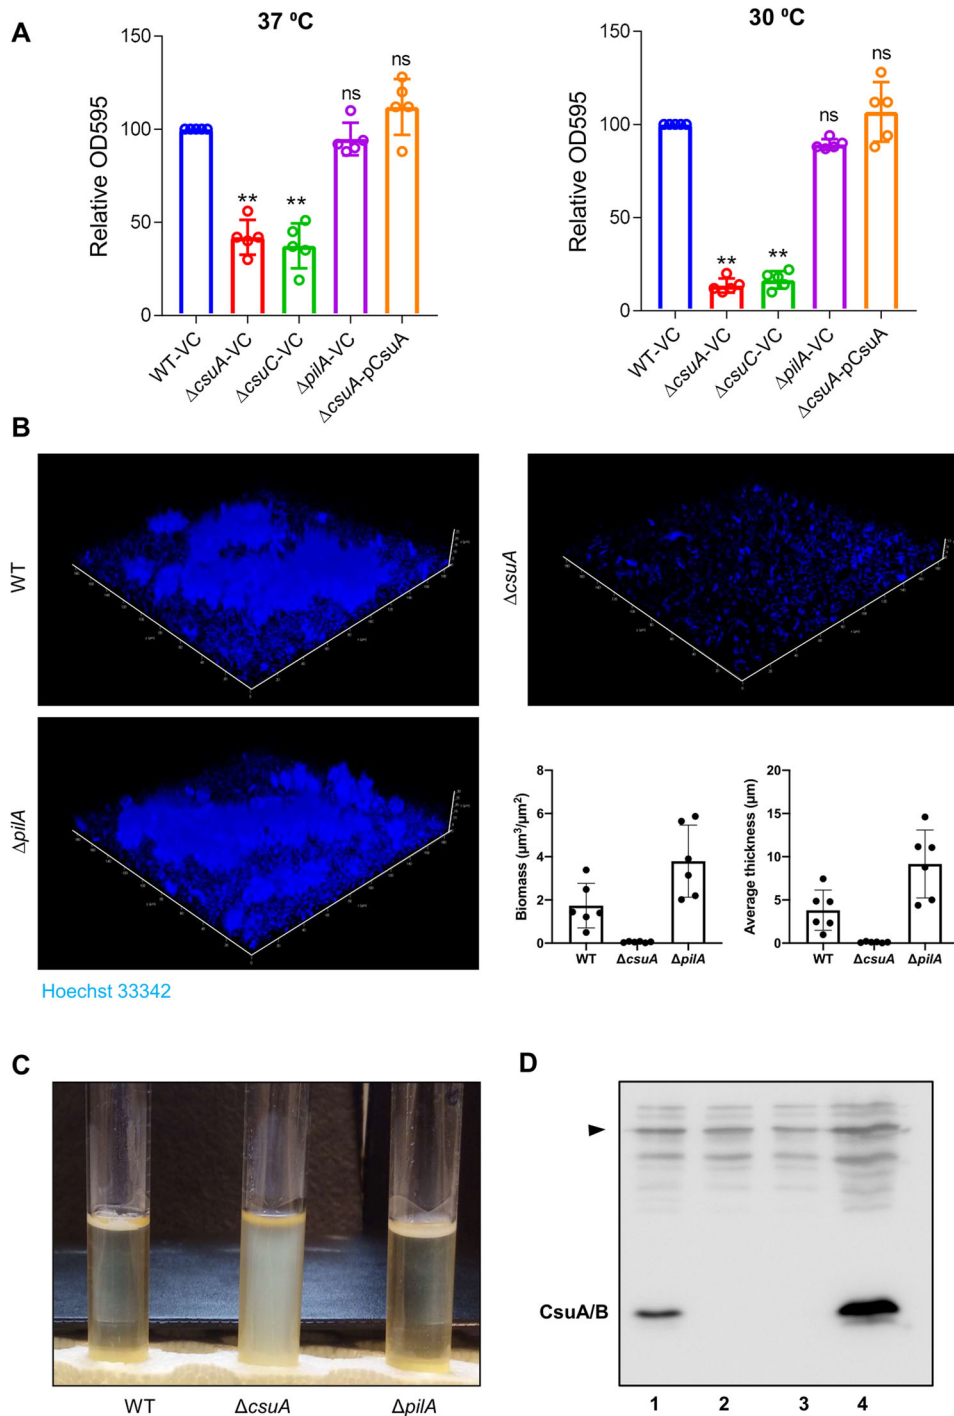 A
37 ⁰C
30 ⁰C
Relative OD595
150
100
50
0
**
**
ns
ns
WT-VC
ΔcsuA-VC
ΔcsuC-VC
ΔpilA-VC
ΔcsuA-pCsuA
Relative OD595
150
100
50
0
**
**
ns
ns
WT-VC
ΔcsuA-VC
ΔcsuC-VC
ΔpilA-VC
ΔcsuA-pCsuA
B
WT
ΔcsuA
ΔpilA
Hoechst 33342
Biomass (µm³/µm²)
8
6
4
2
0
WT
ΔcsuA
ΔpilA
Average thickness (µm)
20
15
10
5
0
WT
ΔcsuA
ΔpilA
C
WT
ΔcsuA
ΔpilA
D
CsuA/B
1
2
3
4